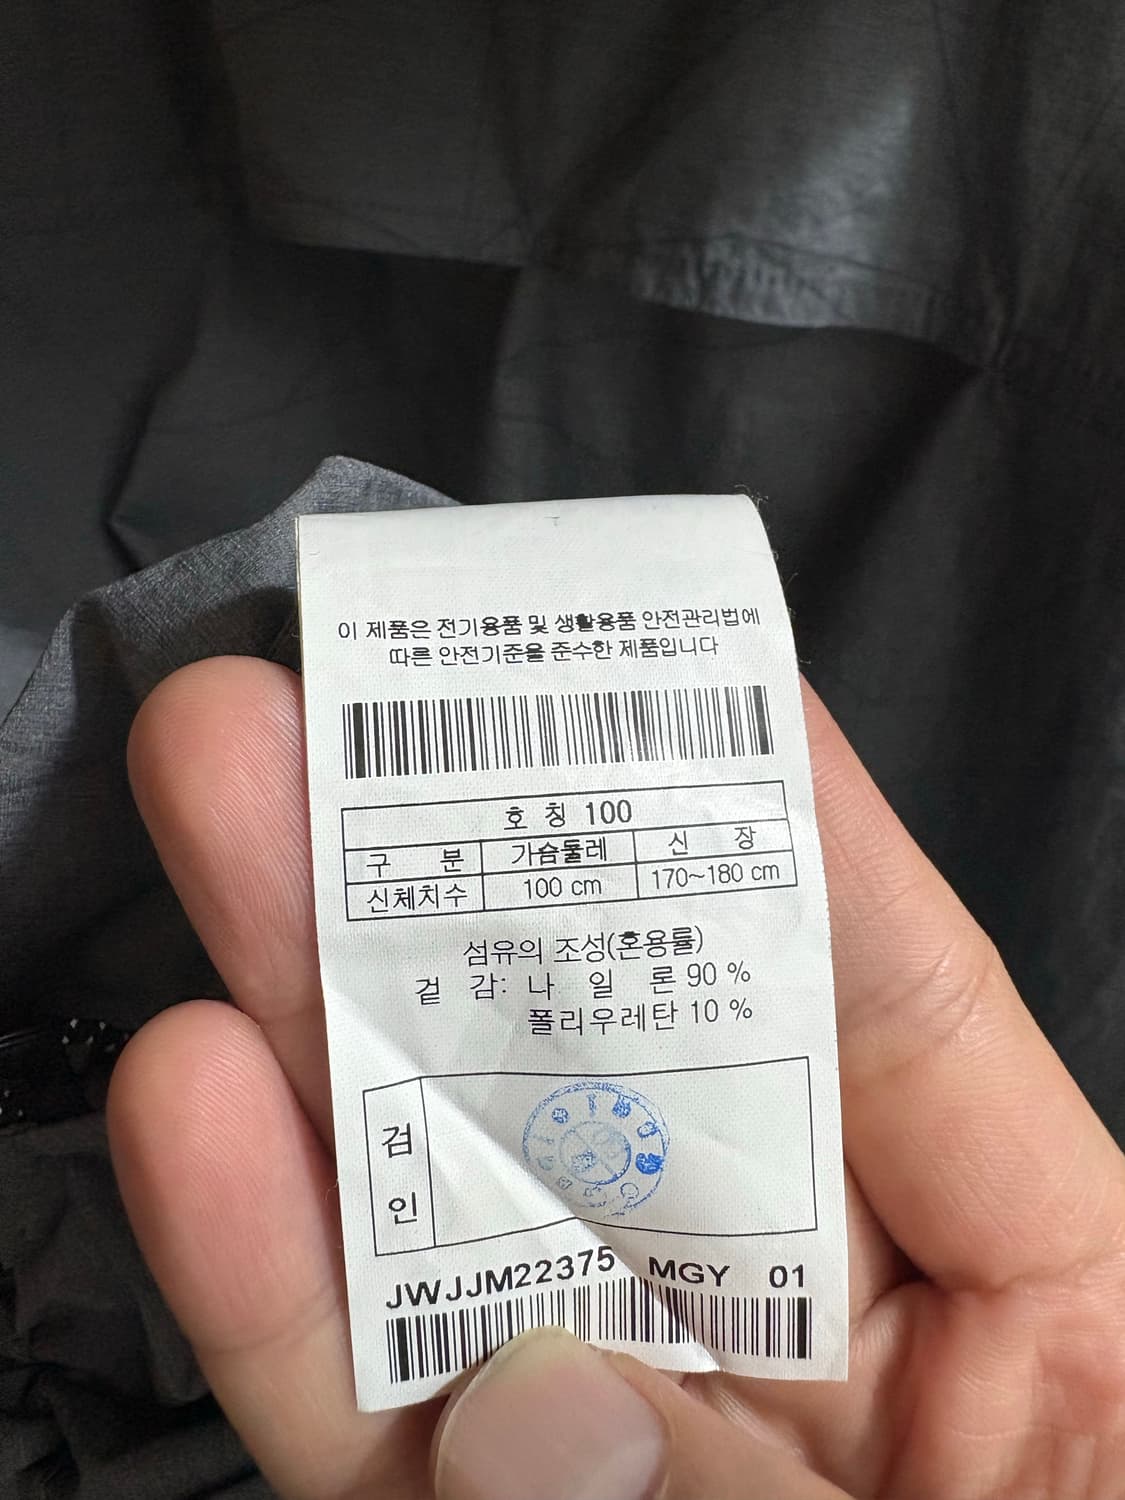 이 제품은 전기용품 및 생활용품 안전관리법에
따른 안전기준을 준수한 제품입니다
호 칭 100
구 분 가슴둘레 신 장
신체치수 100 cm 170~180 cm
섬유의 조성(혼용률)
겉 감: 나 일 론 90 %
폴리우레탄 10 %
검
인
JWJJM22375 MGY 01